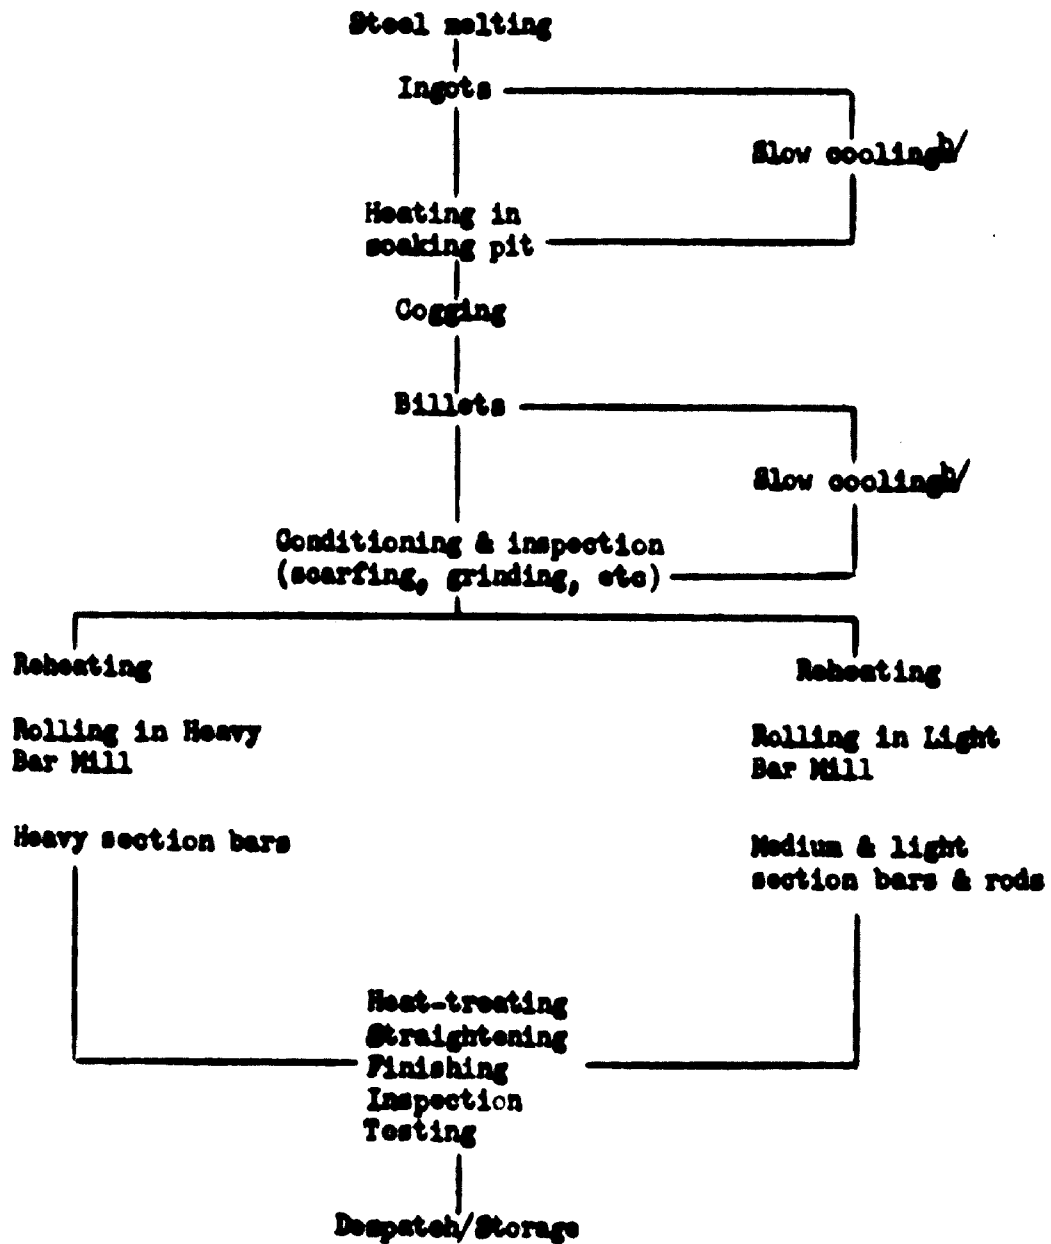 Steel melting
Ingots
Slow cooling b/
Heating in
soaking pit
Cogging
Billets
Slow cooling b/
Conditioning & inspection
(scarfing, grinding, etc)
Reheating
Rolling in Heavy
Bar Mill
Heavy section bars
Reheating
Rolling in Light
Bar Mill
Medium & light
section bars & rods
Heat-treating
Straightening
Finishing
Inspection
Testing
Despatch/Storage